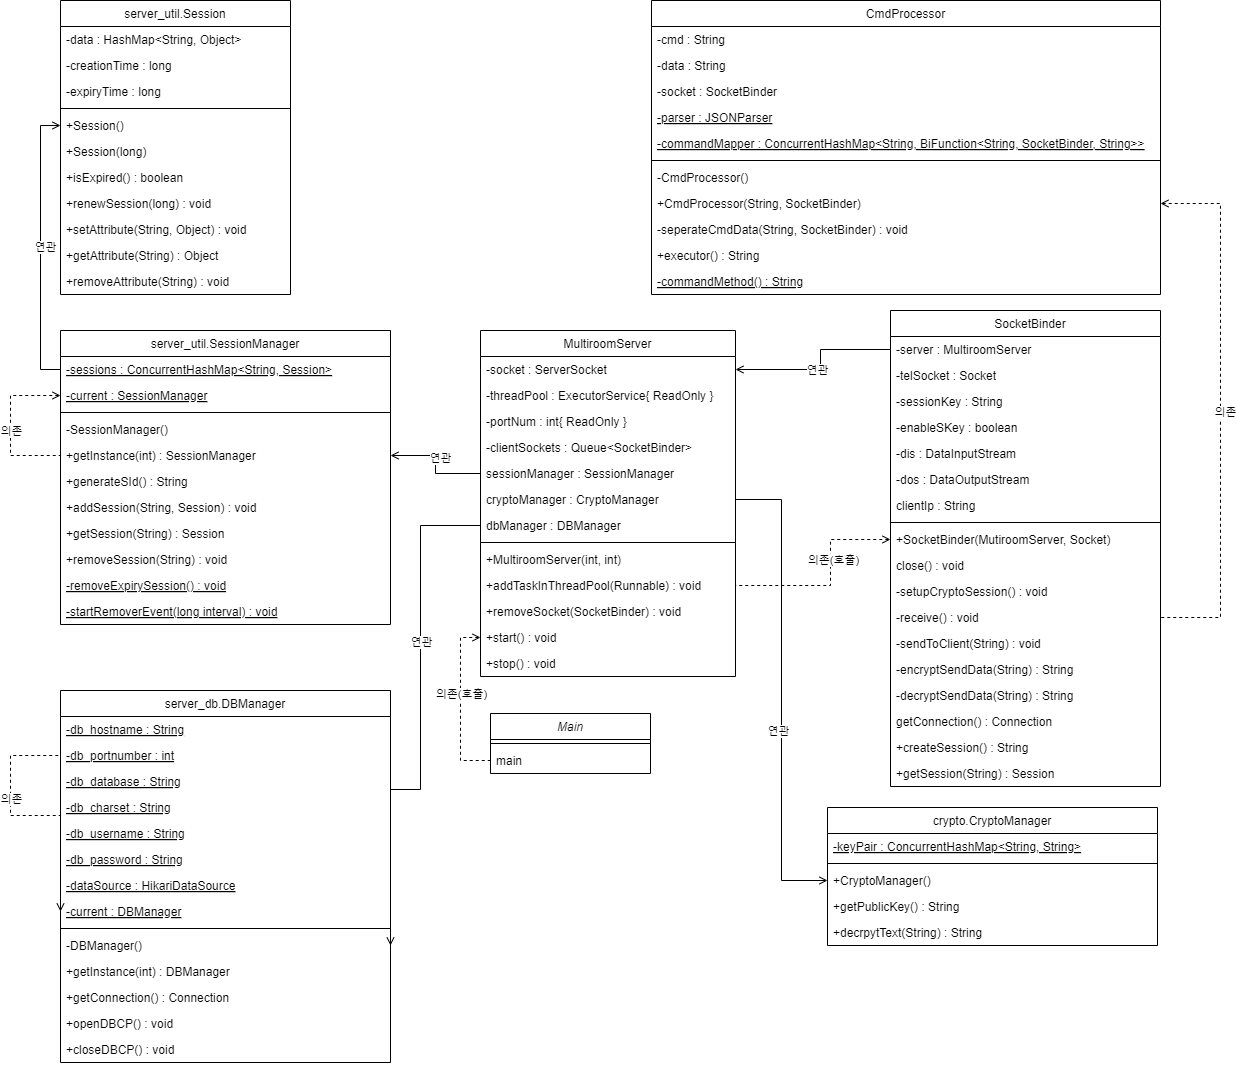 server_util.Session
-data : HashMap<String, Object>
-creationTime : long
-expiryTime : long
+Session()
+Session(long)
+isExpired() : boolean
+renewSession(long) : void
+setAttribute(String, Object) : void
+getAttribute(String) : Object
+removeAttribute(String) : void
연관
CmdProcessor
-cmd : String
-data : String
-socket : SocketBinder
-parser : JSONParser
-commandMapper : ConcurrentHashMap<String, BiFunction<String, SocketBinder, String>>
-CmdProcessor()
+CmdProcessor(String, SocketBinder)
-seperateCmdData(String, SocketBinder) : void
+executor() : String
-commandMethod() : String
의존
server_util.SessionManager
-sessions : ConcurrentHashMap<String, Session>
-current : SessionManager
-SessionManager()
+getInstance(int) : SessionManager
+generateSId() : String
+addSession(String, Session) : void
+getSession(String) : Session
+removeSession(String) : void
-removeExpirySession() : void
-startRemoverEvent(long interval) : void
의존
연관
MultiroomServer
-socket : ServerSocket
-threadPool : ExecutorService{ ReadOnly }
-portNum : int{ ReadOnly }
-clientSockets : Queue<SocketBinder>
sessionManager : SessionManager
cryptoManager : CryptoManager
dbManager : DBManager
+MultiroomServer(int, int)
+addTaskInThreadPool(Runnable) : void
+removeSocket(SocketBinder) : void
+start() : void
+stop() : void
연관
의존(호출)
SocketBinder
-server : MultiroomServer
-telSocket : Socket
-sessionKey : String
-enableSKey : boolean
-dis : DataInputStream
-dos : DataOutputStream
clientIp : String
+SocketBinder(MutiroomServer, Socket)
close() : void
-setupCryptoSession() : void
-receive() : void
-sendToClient(String) : void
-encryptSendData(String) : String
-decryptSendData(String) : String
getConnection() : Connection
+createSession() : String
+getSession(String) : Session
연관
의존(호출)
Main
main
연관
server_db.DBManager
-db_hostname : String
-db_portnumber : int
-db_database : String
-db_charset : String
-db_username : String
-db_password : String
-dataSource : HikariDataSource
-current : DBManager
-DBManager()
+getInstance(int) : DBManager
+getConnection() : Connection
+openDBCP() : void
+closeDBCP() : void
의존
crypto.CryptoManager
-keyPair : ConcurrentHashMap<String, String>
+CryptoManager()
+getPublicKey() : String
+decrpytText(String) : String